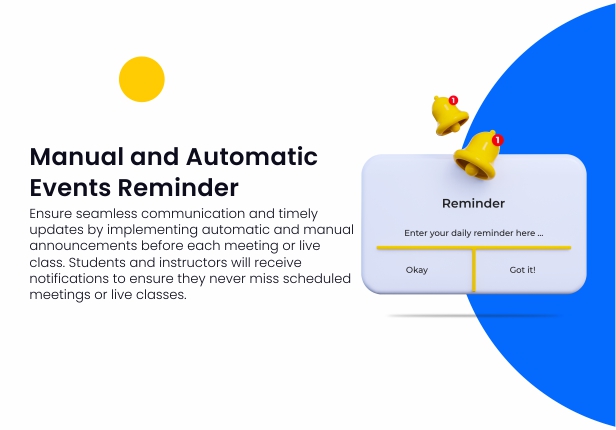 Manual and Automatic
Events Reminder
Ensure seamless communication and timely
updates by implementing automatic and manual
announcements before each meeting or live
class. Students and instructors will receive
notifications to ensure they never miss scheduled
meetings or live classes.
1
1
Reminder
Enter your daily reminder here ...
Okay
Got it!